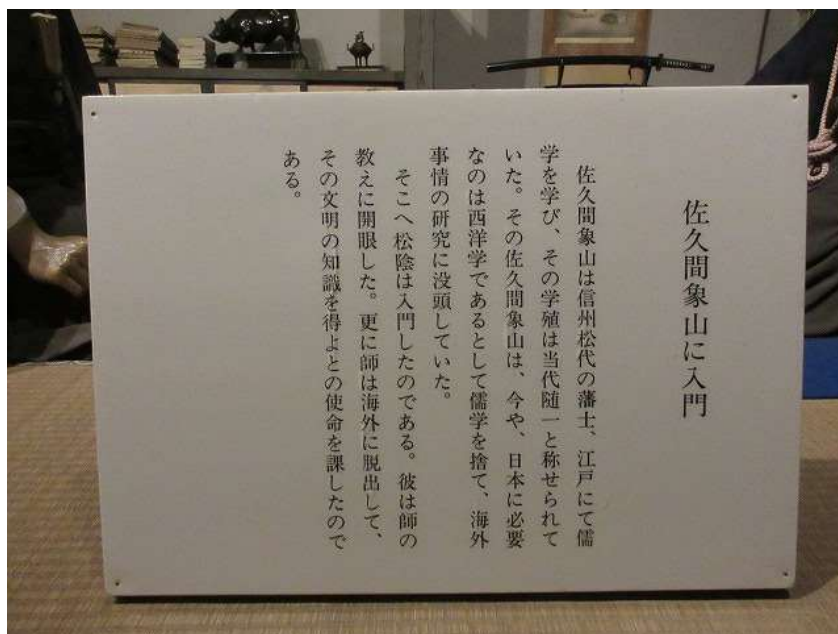 佐久間象山に入門
佐久間象山は信州松代の藩士、江戸にて儒
学を学び、その学殖は当代随一と称せられて
いた。その佐久間象山は、今や、日本に必要
なのは西洋学であるとして儒学を捨て、海外
事情の研究に没頭していた。
そこへ松陰は入門したのである。彼は師の
教えに開眼した。更に師は海外に脱出して、
その文明の知識を得よとの使命を課したので
ある。